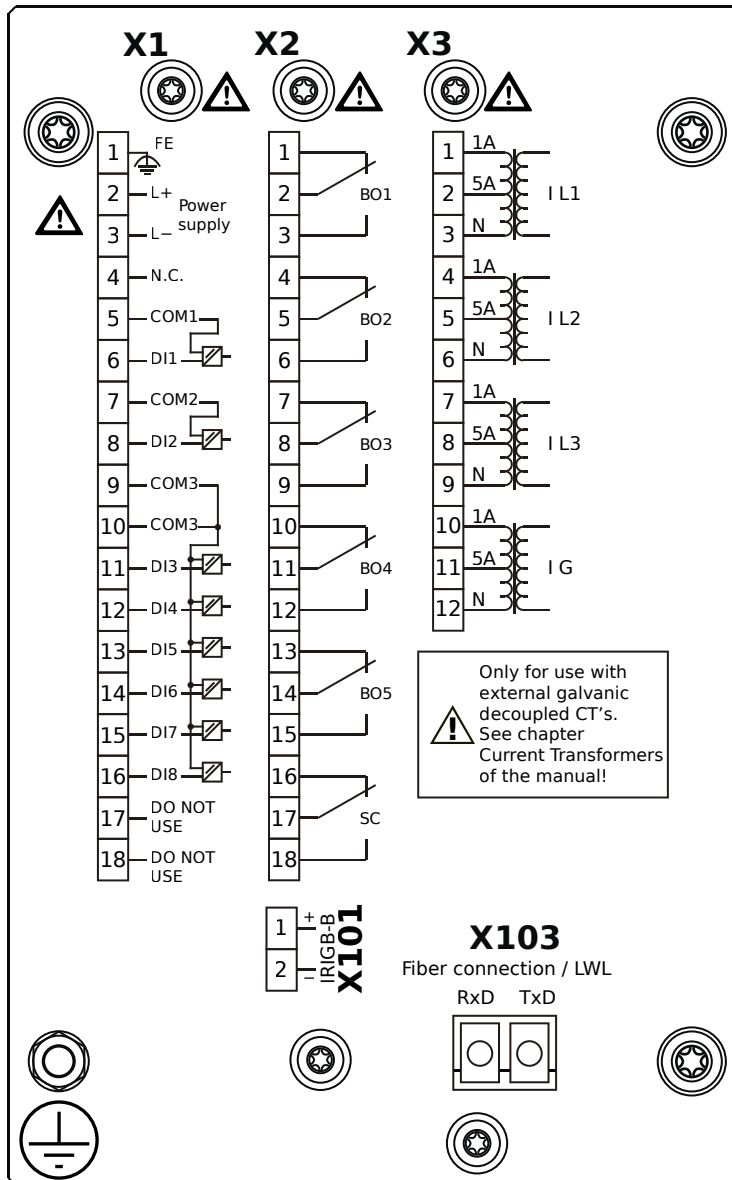 X1 X2 X3
1 FE
2 L+ Power
3 L− supply
4 N.C.
5 COM1
6 DI1
7 COM2
8 DI2
9 COM3
10 COM3
11 DI3
12 DI4
13 DI5
14 DI6
15 DI7
16 DI8
17 DO NOT
USE
18 DO NOT
USE
1
2 BO1
3
4
5 BO2
6
7
8 BO3
9
10
11 BO4
12
13
14 BO5
15
16
17 SC
18
1 1A
2 5A I L1
3 N
4 1A
5 5A I L2
6 N
7 1A
8 5A I L3
9 N
10 1A
11 5A I G
12 N
! Only for use with
external galvanic
decoupled CT's.
See chapter
Current Transformers
of the manual!
1 +
2 −
IRIGB-B
X101
X103
Fiber connection / LWL
RxD TxD